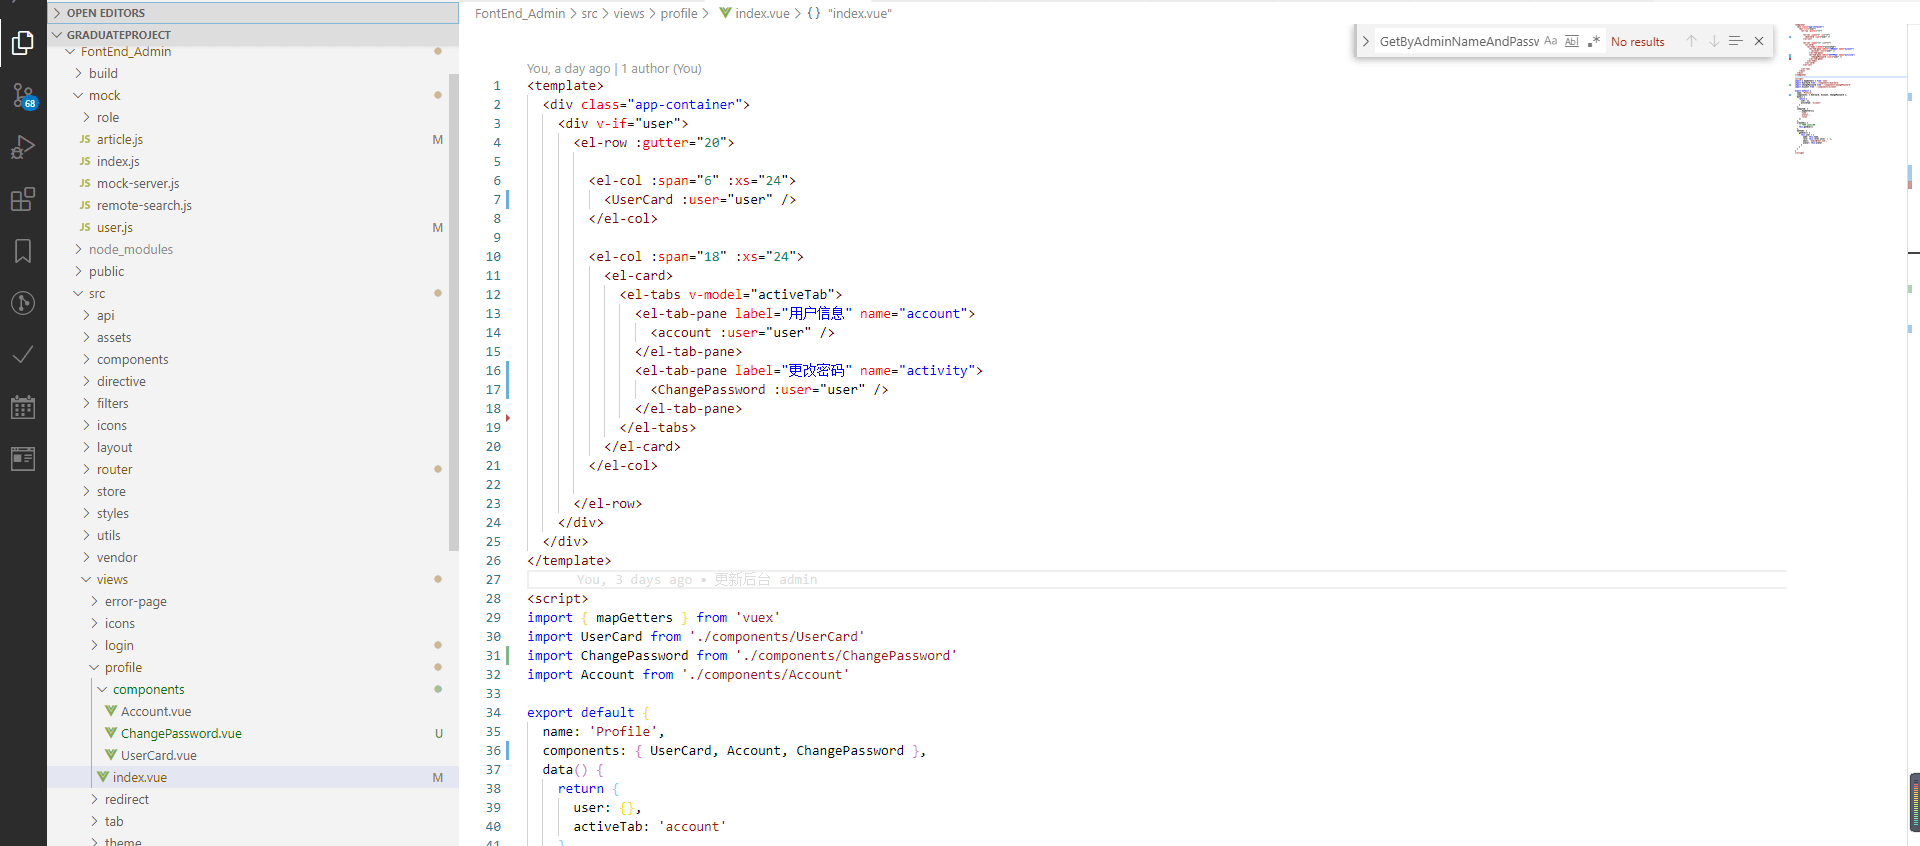 OPEN EDITORS
GRADUATEPROJECT
FontEnd_Admin
build
mock
role
JS article.js M
JS index.js
JS mock-server.js
JS remote-search.js
JS user.js M
node_modules
public
src
api
assets
components
directive
filters
icons
layout
router
store
styles
utils
vendor
views
error-page
icons
login
profile
components
Account.vue
ChangePassword.vue U
UserCard.vue
index.vue M
redirect
tab
theme
68
FontEnd_Admin > src > views > profile > index.vue > {} "index.vue"
GetByAdminNameAndPassw Aa Abl .* No results
You, a day ago | 1 author (You)
1 <template>
2 <div class="app-container">
3 <div v-if="user">
4 <el-row :gutter="20">
5
6 <el-col :span="6" :xs="24">
7 <UserCard :user="user" />
8 </el-col>
9
10 <el-col :span="18" :xs="24">
11 <el-card>
12 <el-tabs v-model="activeTab">
13 <el-tab-pane label="用户信息" name="account">
14 <account :user="user" />
15 </el-tab-pane>
16 <el-tab-pane label="更改密码" name="activity">
17 <ChangePassword :user="user" />
18 </el-tab-pane>
19 </el-tabs>
20 </el-card>
21 </el-col>
22
23 </el-row>
24 </div>
25 </div>
26 </template>
27 You, 3 days ago • 更新后台 admin
28 <script>
29 import { mapGetters } from 'vuex'
30 import UserCard from './components/UserCard'
31 import ChangePassword from './components/ChangePassword'
32 import Account from './components/Account'
33
34 export default {
35 name: 'Profile',
36 components: { UserCard, Account, ChangePassword },
37 data() {
38 return {
39 user: {},
40 activeTab: 'account'
41 }